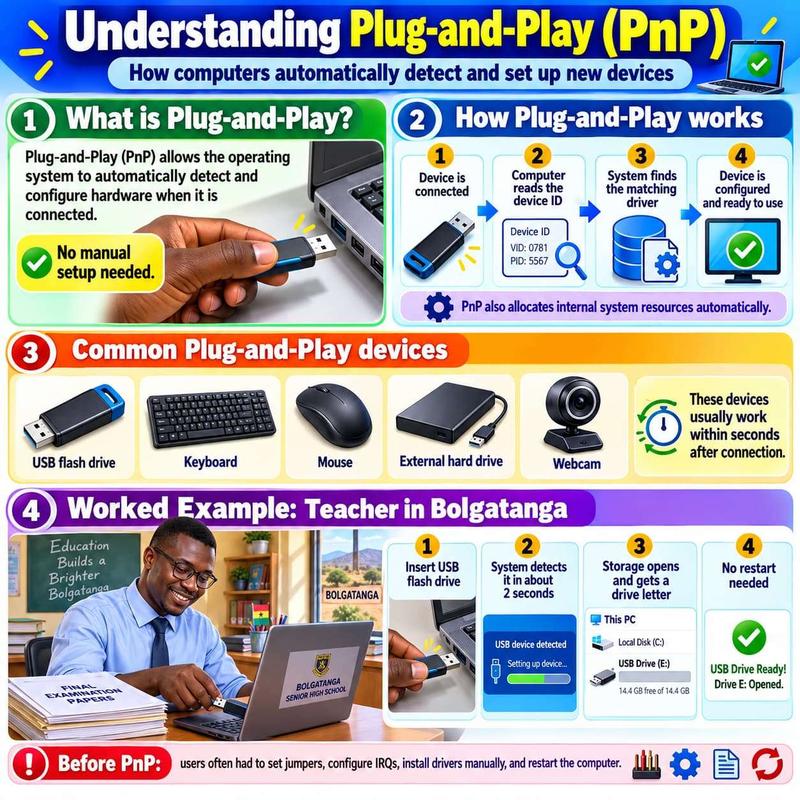 Understanding Plug-and-Play (PnP)
How computers automatically detect and set up new devices
1 What is Plug-and-Play?
Plug-and-Play (PnP) allows the operating
system to automatically detect and
configure hardware when it is
connected.
No manual
setup needed.
2 How Plug-and-Play works
1
Device is
connected
2
Computer
reads the
device ID
Device ID
VID: 0781
PID: 5567
3
System finds
the matching
driver
4
Device is
configured
and ready to use
PnP also allocates internal system resources automatically.
3 Common Plug-and-Play devices
USB flash drive
Keyboard
Mouse
External hard drive
Webcam
These devices
usually work
within seconds
after connection.
4 Worked Example: Teacher in Bolgatanga
Education
Builds a
Brighter
Bolgatanga
BOLGATANGA
FINAL
EXAMINATION
PAPERS
BOLGATANGA
SENIOR HIGH SCHOOL
1
Insert USB
flash drive
2
System detects
it in about
2 seconds
USB device detected
Setting up device...
3
Storage opens
and gets a
drive letter
This PC
Local Disk (C:)
USB Drive (E:)
14.4 GB free of 14.4 GB
4
No restart
needed
USB Drive Ready!
Drive E: Opened.
! Before PnP: users often had to set jumpers, configure IRQs, install drivers manually, and restart the computer.